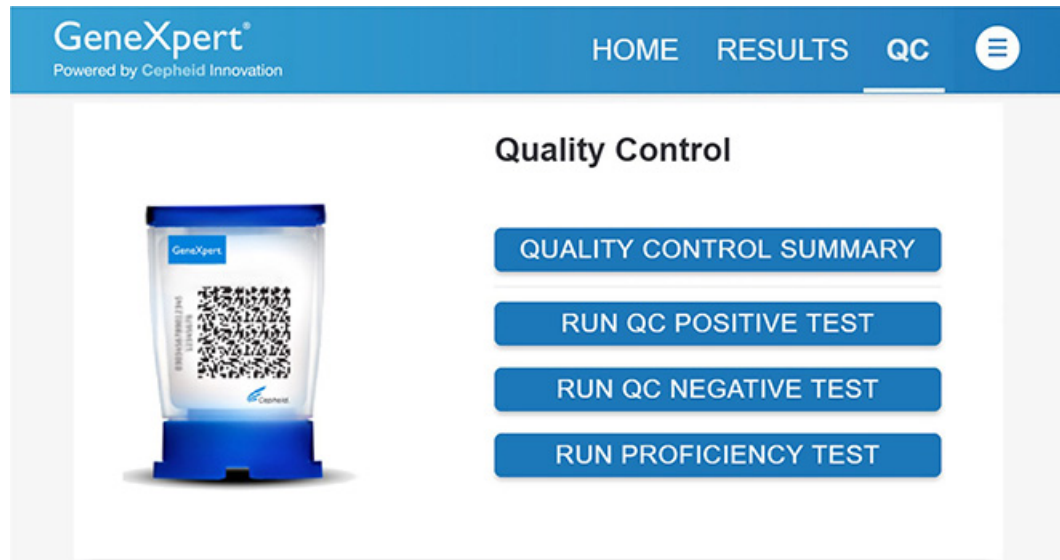 GeneXpert®
Powered by Cepheid Innovation
HOME RESULTS QC
Quality Control
GeneXpert
Cepheid.
QUALITY CONTROL SUMMARY
RUN QC POSITIVE TEST
RUN QC NEGATIVE TEST
RUN PROFICIENCY TEST